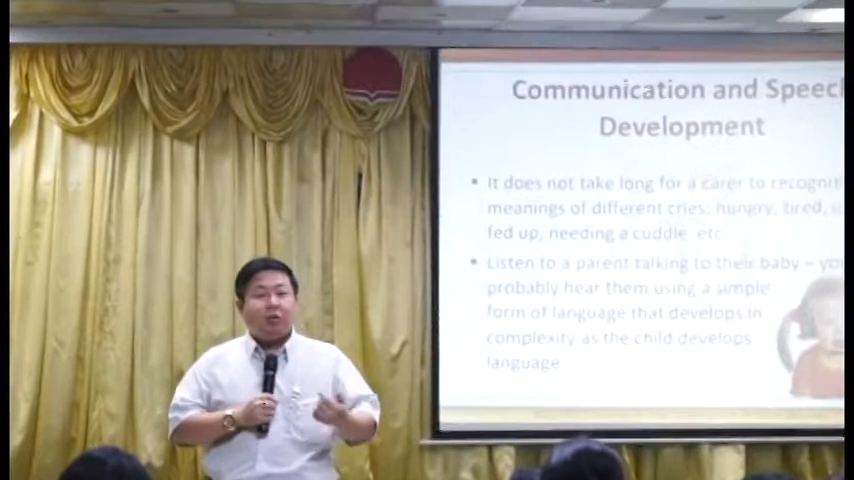 Communication and Speech
Development
• It does not take long for a carer to recognit
meanings of different cries: hungry, tired,
fed up, needing a cuddle etc
• Listen to a parent talking to their baby –
probably hear them using a simple
form of language that develops in
complexity as the child develops
language